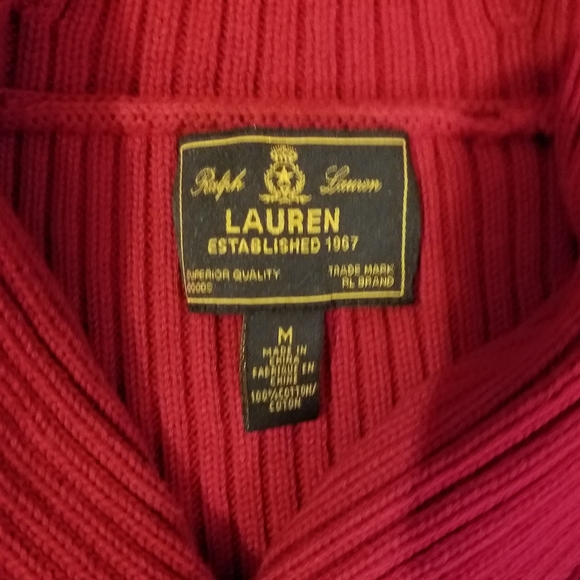 Ralph Lauren
LAUREN
ESTABLISHED 1967
SUPERIOR QUALITY TRADE MARK
GOODS RL BRAND
M
MADE IN
CHINA
FABRIQUE EN
CHINE
100%COTTON/
COTON